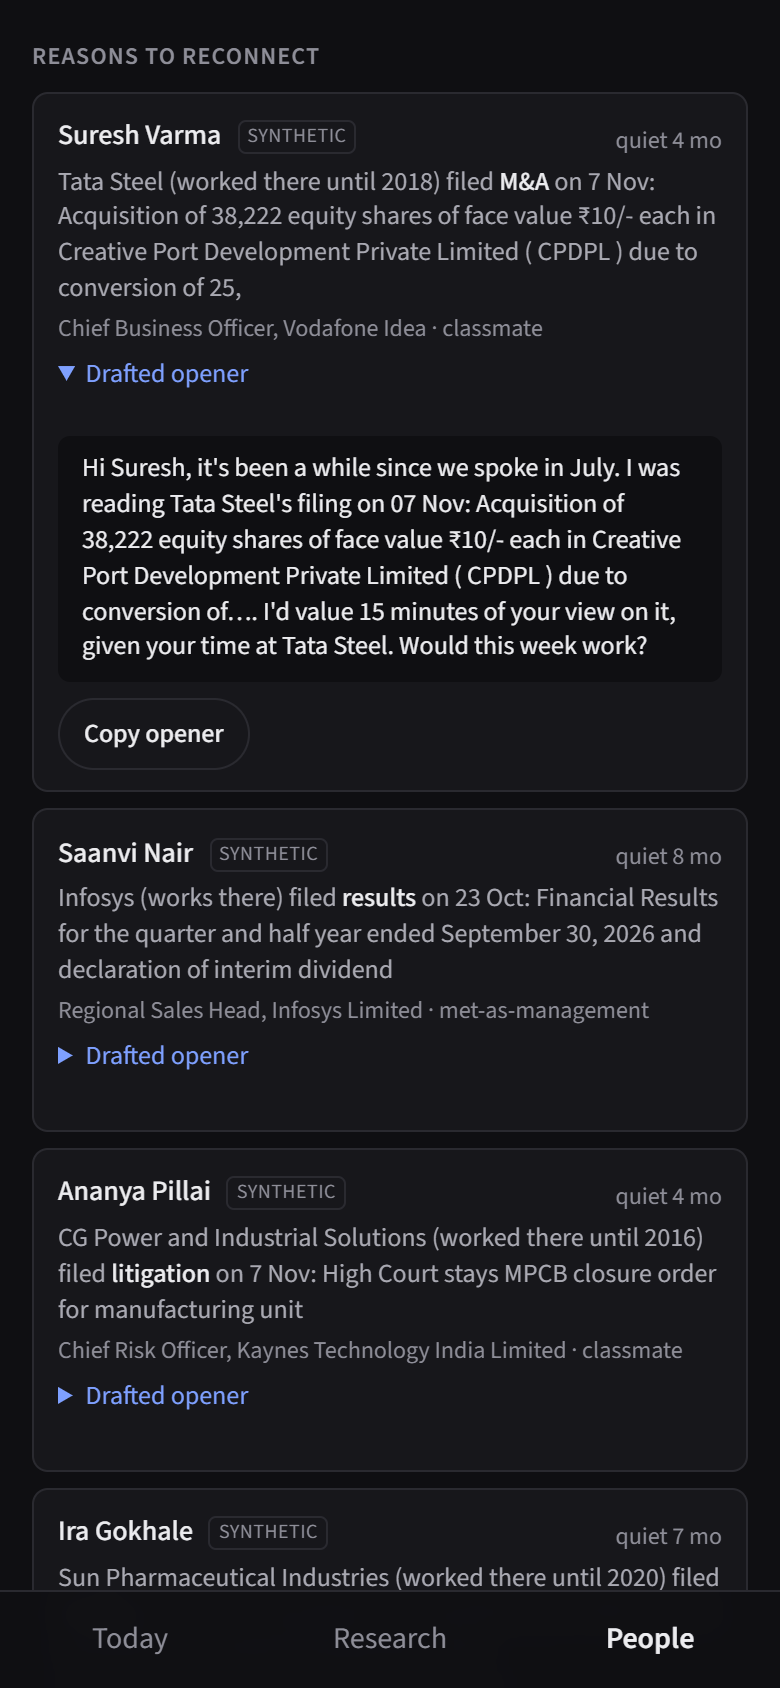 REASONS TO RECONNECT
Suresh Varma SYNTHETIC quiet 4 mo
Tata Steel (worked there until 2018) filed M&A on 7 Nov:
Acquisition of 38,222 equity shares of face value ₹10/- each in
Creative Port Development Private Limited ( CPDPL ) due to
conversion of 25,
Chief Business Officer, Vodafone Idea · classmate
▼ Drafted opener
Hi Suresh, it's been a while since we spoke in July. I was
reading Tata Steel's filing on 07 Nov: Acquisition of
38,222 equity shares of face value ₹10/- each in Creative
Port Development Private Limited ( CPDPL ) due to
conversion of…. I'd value 15 minutes of your view on it,
given your time at Tata Steel. Would this week work?
Copy opener
Saanvi Nair SYNTHETIC quiet 8 mo
Infosys (works there) filed results on 23 Oct: Financial Results
for the quarter and half year ended September 30, 2026 and
declaration of interim dividend
Regional Sales Head, Infosys Limited · met-as-management
▶ Drafted opener
Ananya Pillai SYNTHETIC quiet 4 mo
CG Power and Industrial Solutions (worked there until 2016)
filed litigation on 7 Nov: High Court stays MPCB closure order
for manufacturing unit
Chief Risk Officer, Kaynes Technology India Limited · classmate
▶ Drafted opener
Ira Gokhale SYNTHETIC quiet 7 mo
Sun Pharmaceutical Industries (worked there until 2020) filed
Today Research People